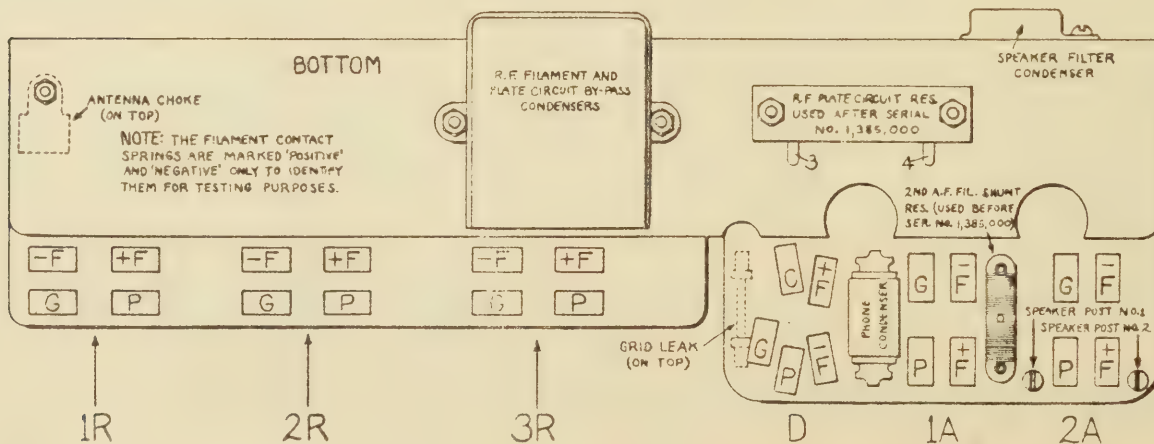 BOTTOM
ANTENNA CHOKE
(ON TOP)
NOTE: THE FILAMENT CONTACT
SPRINGS ARE MARKED 'POSITIVE'
AND 'NEGATIVE' ONLY TO IDENTIFY
THEM FOR TESTING PURPOSES.
R.F. FILAMENT AND
PLATE CIRCUIT BY-PASS
CONDENSERS
SPEAKER FILTER
CONDENSER
R.F. PLATE CIRCUIT RES.
USED AFTER SERIAL
NO. 1,385,000
3 4
2ND A.F. FIL. SHUNT
RES. (USED BEFORE
SER. NO. 1,385,000)
-F +F -F +F -F +F
G P G P G P
C +F
G P -F
GRID LEAK
(ON TOP)
PHONE
CONDENSER
G -F
P +F
G -F
SPEAKER POST NO.1
SPEAKER POST NO.2
P +F
1R 2R 3R D 1A 2A